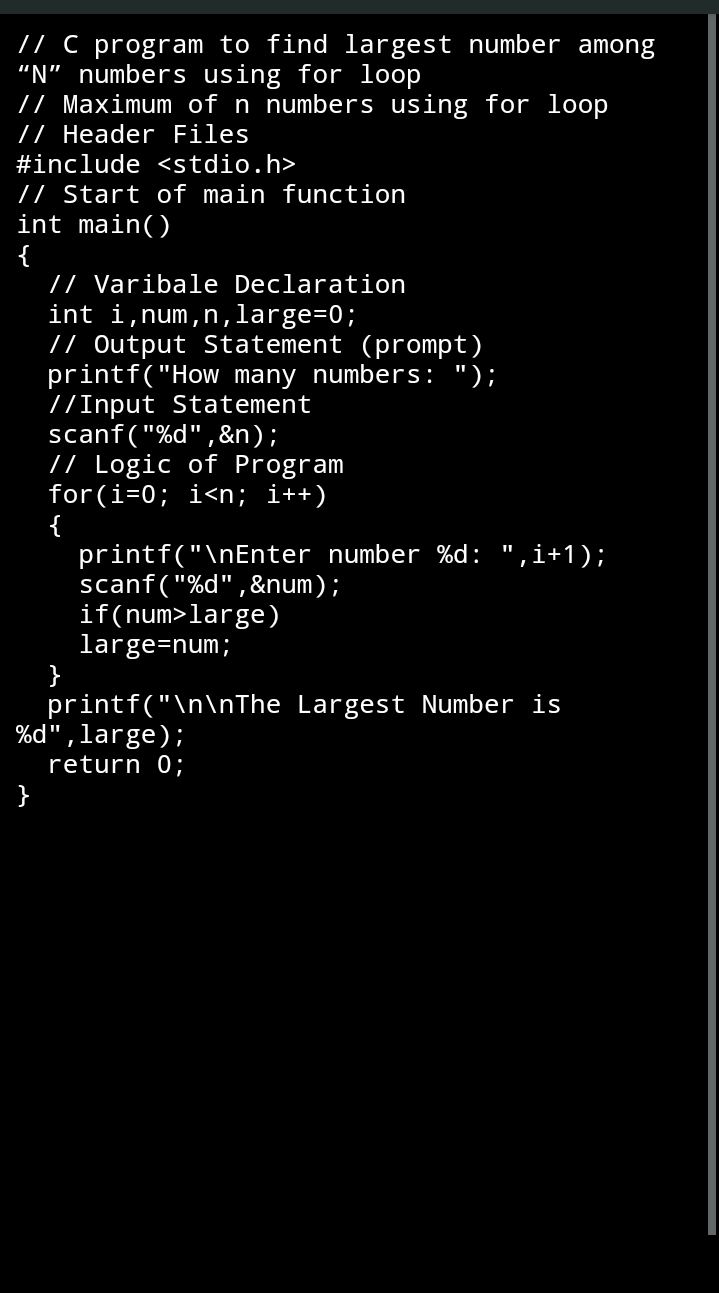 // C program to find largest number among
“N” numbers using for loop
// Maximum of n numbers using for loop
// Header Files
#include <stdio.h>
// Start of main function
int main()
{
  // Varibale Declaration
  int i,num,n,large=0;
  // Output Statement (prompt)
  printf("How many numbers: ");
  //Input Statement
  scanf("%d",&n);
  // Logic of Program
  for(i=0; i<n; i++)
  {
    printf("\nEnter number %d: ",i+1);
    scanf("%d",&num);
    if(num>large)
    large=num;
  }
  printf("\n\nThe Largest Number is
%d",large);
  return 0;
}